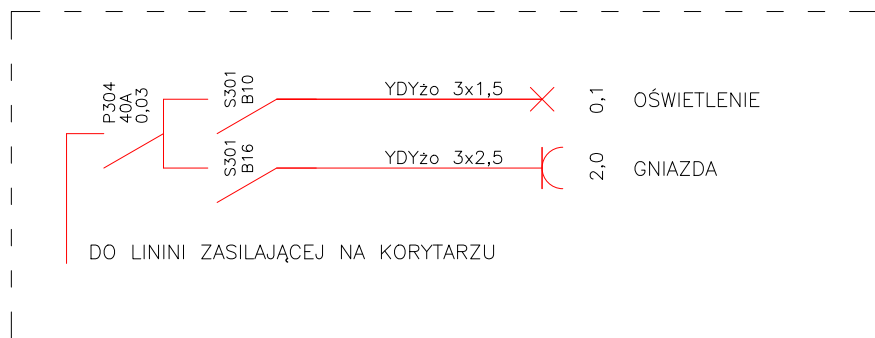 P304
40A
0,03
S301
B10
YDYżo 3x1,5
0,1
OŚWIETLENIE
S301
B16
YDYżo 3x2,5
2,0
GNIAZDA
DO LININI ZASILAJĄCEJ NA KORYTARZU